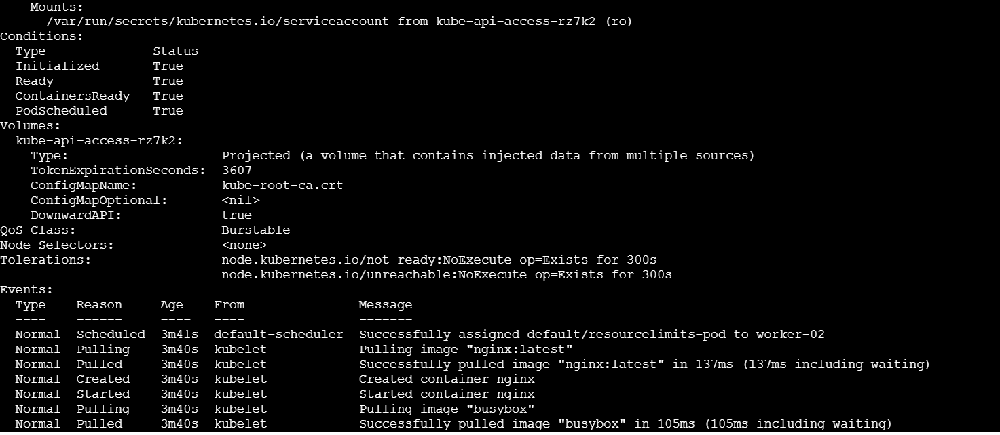 Mounts:
/var/run/secrets/kubernetes.io/serviceaccount from kube-api-access-rz7k2 (ro)
Conditions:
Type Status
Initialized True
Ready True
ContainersReady True
PodScheduled True
Volumes:
kube-api-access-rz7k2:
Type: Projected (a volume that contains injected data from multiple sources)
TokenExpirationSeconds: 3607
ConfigMapName: kube-root-ca.crt
ConfigMapOptional: <nil>
DownwardAPI: true
QoS Class: Burstable
Node-Selectors: <none>
Tolerations: node.kubernetes.io/not-ready:NoExecute op=Exists for 300s
node.kubernetes.io/unreachable:NoExecute op=Exists for 300s
Events:
Type Reason Age From Message
---- ------ ---- ---- -------
Normal Scheduled 3m41s default-scheduler Successfully assigned default/resourcelimits-pod to worker-02
Normal Pulling 3m40s kubelet Pulling image "nginx:latest"
Normal Pulled 3m40s kubelet Successfully pulled image "nginx:latest" in 137ms (137ms including waiting)
Normal Created 3m40s kubelet Created container nginx
Normal Started 3m40s kubelet Started container nginx
Normal Pulling 3m40s kubelet Pulling image "busybox"
Normal Pulled 3m40s kubelet Successfully pulled image "busybox" in 105ms (105ms including waiting)